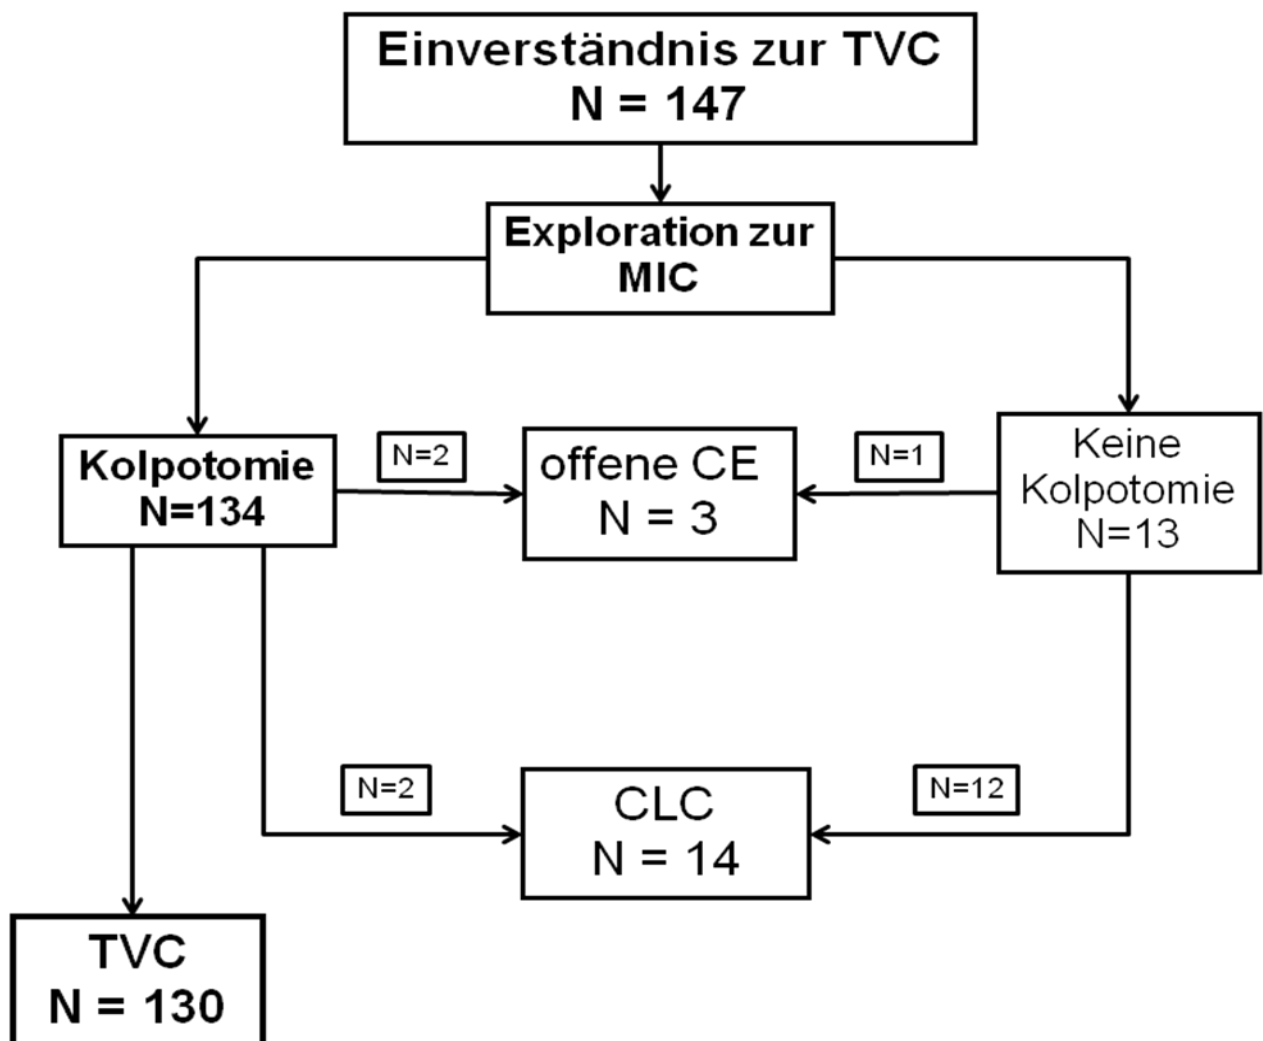 Einverständnis zur TVC
N = 147
Exploration zur
MIC
Kolpotomie
N=134
N=2
offene CE
N = 3
N=1
Keine
Kolpotomie
N=13
N=2
CLC
N = 14
N=12
TVC
N = 130